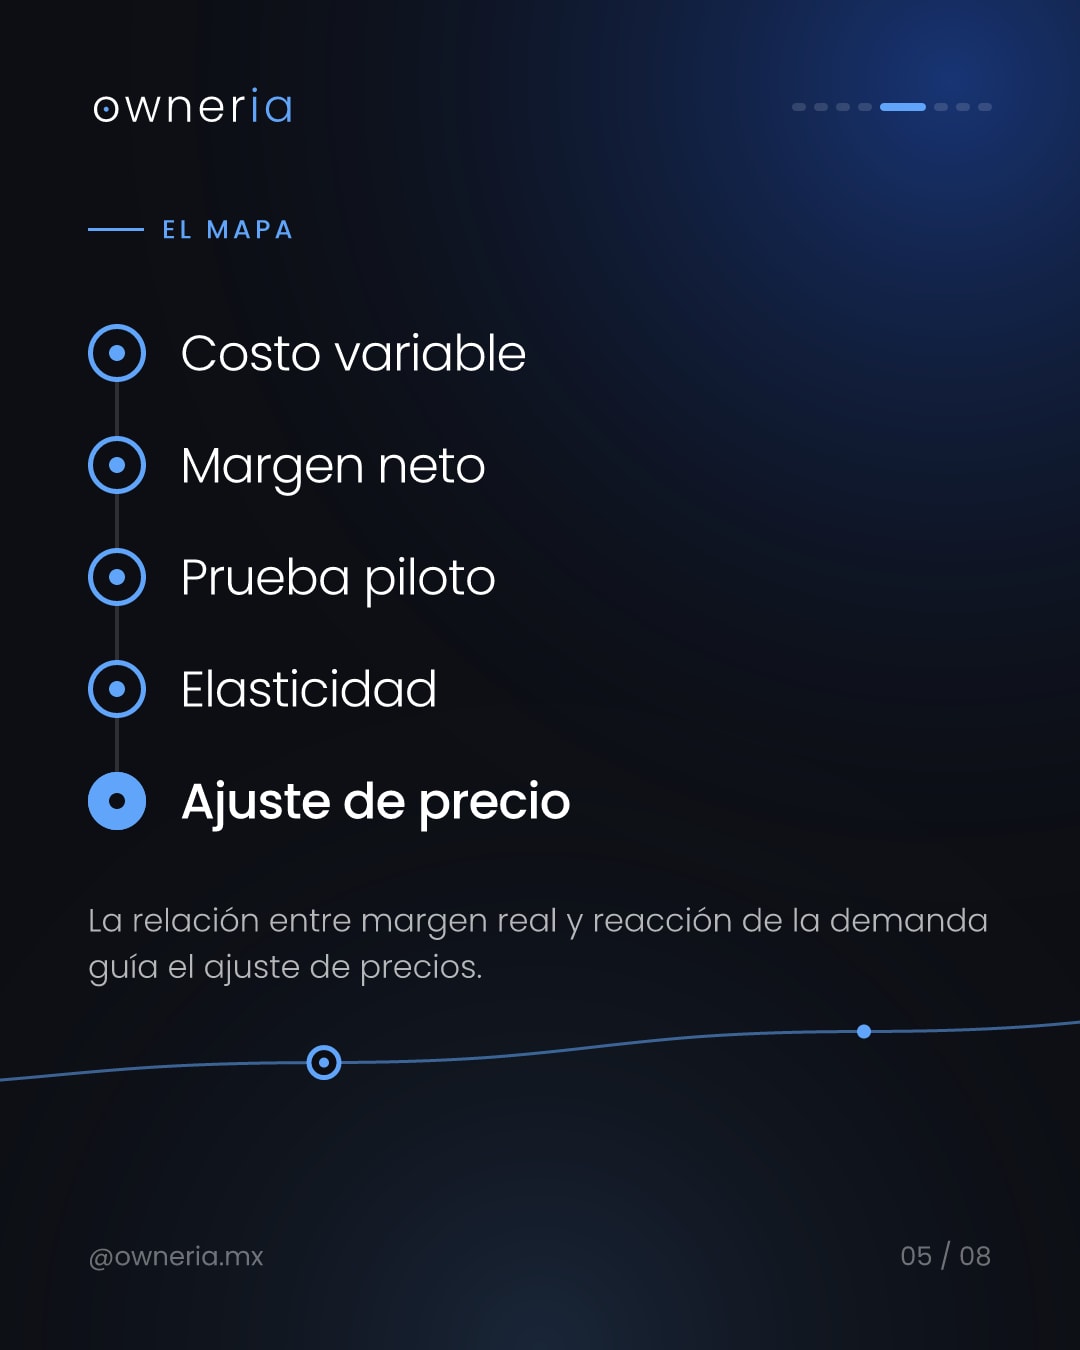 owneria
EL MAPA
Costo variable
Margen neto
Prueba piloto
Elasticidad
Ajuste de precio
La relación entre margen real y reacción de la demanda
guía el ajuste de precios.
@owneria.mx
05 / 08